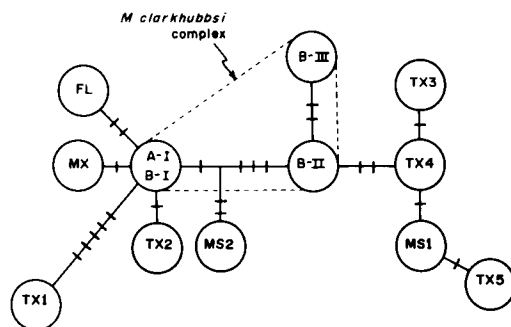 M clarkhubbsi
complex
B-III
FL
TX3
MX
A-I
B-I
B-II
TX4
TX2
MS2
MS1
TX5
TX1